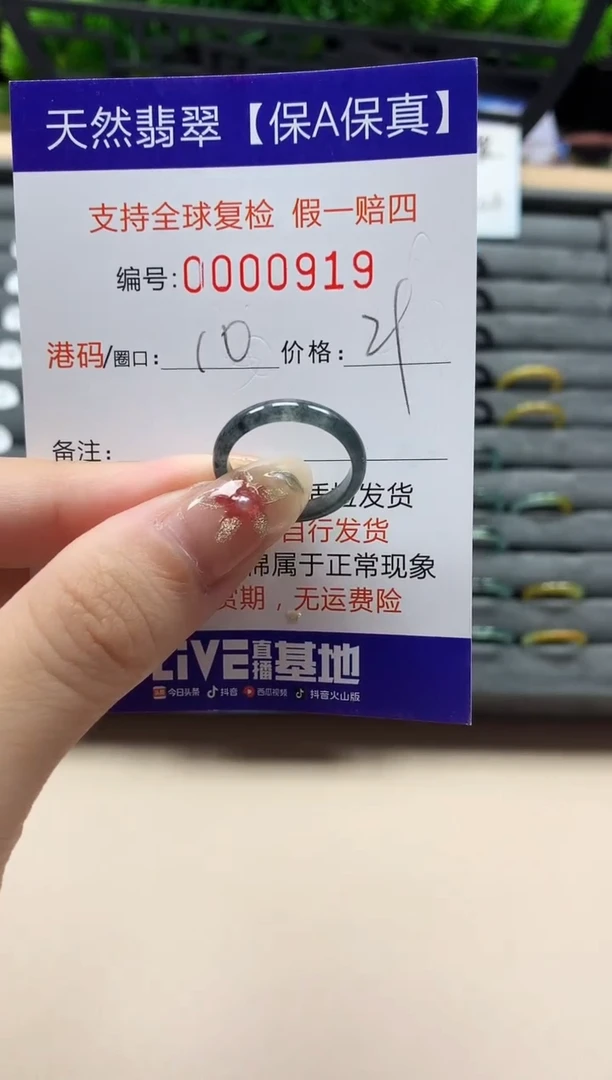 天然翡翠【保A保真】
支持全球复检 假一赔四
编号:0000919
港码/圈口: 10 价格:
备注:
发货
自行发货
棉属于正常现象
货期，无运费险
LIVE直播基地
今日头条 抖音 西瓜视频 抖音火山版